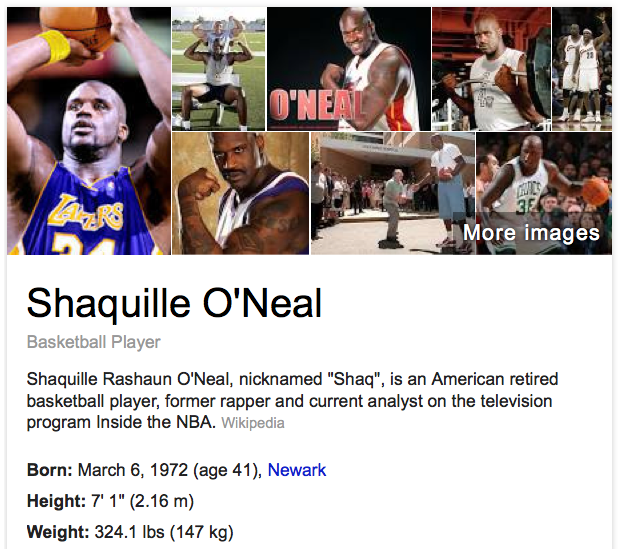 LAKERS
34
O'NEAL
CELTICS
More images
Shaquille O'Neal
Basketball Player
Shaquille Rashaun O'Neal, nicknamed "Shaq", is an American retired
basketball player, former rapper and current analyst on the television
program Inside the NBA. Wikipedia
Born: March 6, 1972 (age 41), Newark
Height: 7' 1" (2.16 m)
Weight: 324.1 lbs (147 kg)